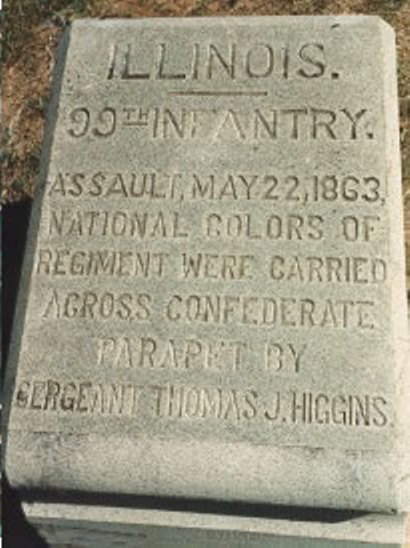 ILLINOIS.
99TH INFANTRY.
ASSAULT, MAY 22, 1863,
NATIONAL COLORS OF
REGIMENT WERE CARRIED
ACROSS CONFEDERATE
PARAPET BY
SERGEANT THOMAS J. HIGGINS.